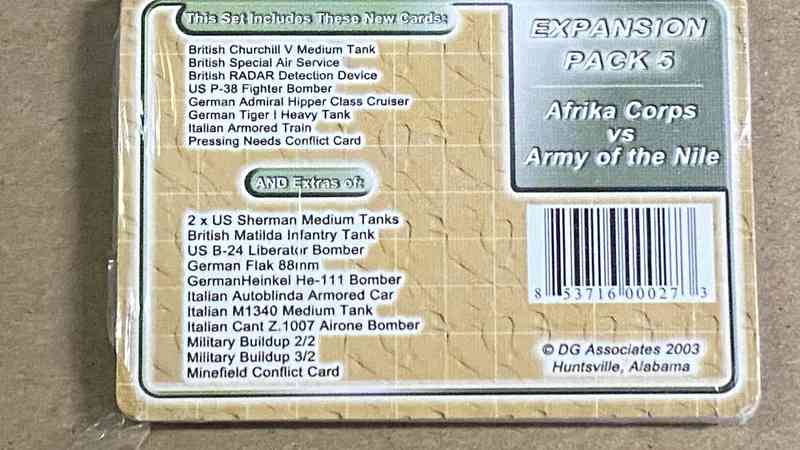 This Set Includes These New Cards:
British Churchill V Medium Tank
British Special Air Service
British RADAR Detection Device
US P-38 Fighter Bomber
German Admiral Hipper Class Cruiser
German Tiger I Heavy Tank
Italian Armored Train
Pressing Needs Conflict Card
AND Extras of:
2 x US Sherman Medium Tanks
British Matilda Infantry Tank
US B-24 Liberator Bomber
German Flak 88mm
GermanHeinkel He-111 Bomber
Italian Autoblinda Armored Car
Italian M1340 Medium Tank
Italian Cant Z.1007 Airone Bomber
Military Buildup 2/2
Military Buildup 3/2
Minefield Conflict Card
EXPANSION
PACK 5
Afrika Corps
vs
Army of the Nile
8 53716 00027 3
© DG Associates 2003
Huntsville, Alabama